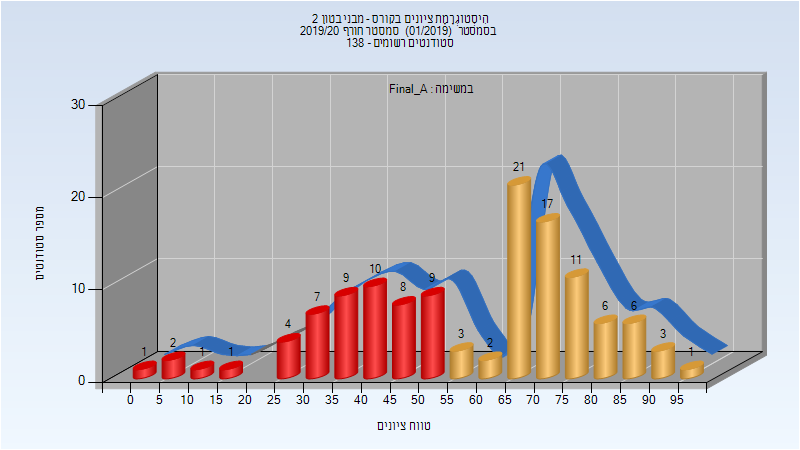 היסטוגרמת ציונים בקורס - מבני בטון 2
בסמסטר (01/2019) סמסטר חורף 2019/20
סטודנטים רשומים - 138
במשימה : Final_A
מספר סטודנטים
30
20
10
0
1 2 1 1 4 7 9 10 8 9 3 2 21 17 11 6 6 3 1
0 5 10 15 20 25 30 35 40 45 50 55 60 65 70 75 80 85 90 95
טווח ציונים